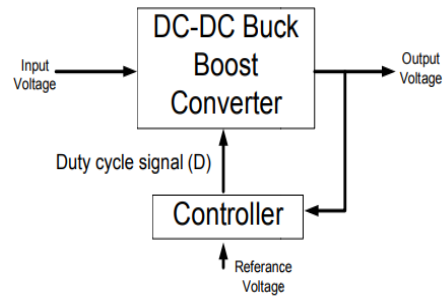 DC-DC Buck
Boost
Converter
Input
Voltage
Output
Voltage
Duty cycle signal (D)
Controller
Referance
Voltage